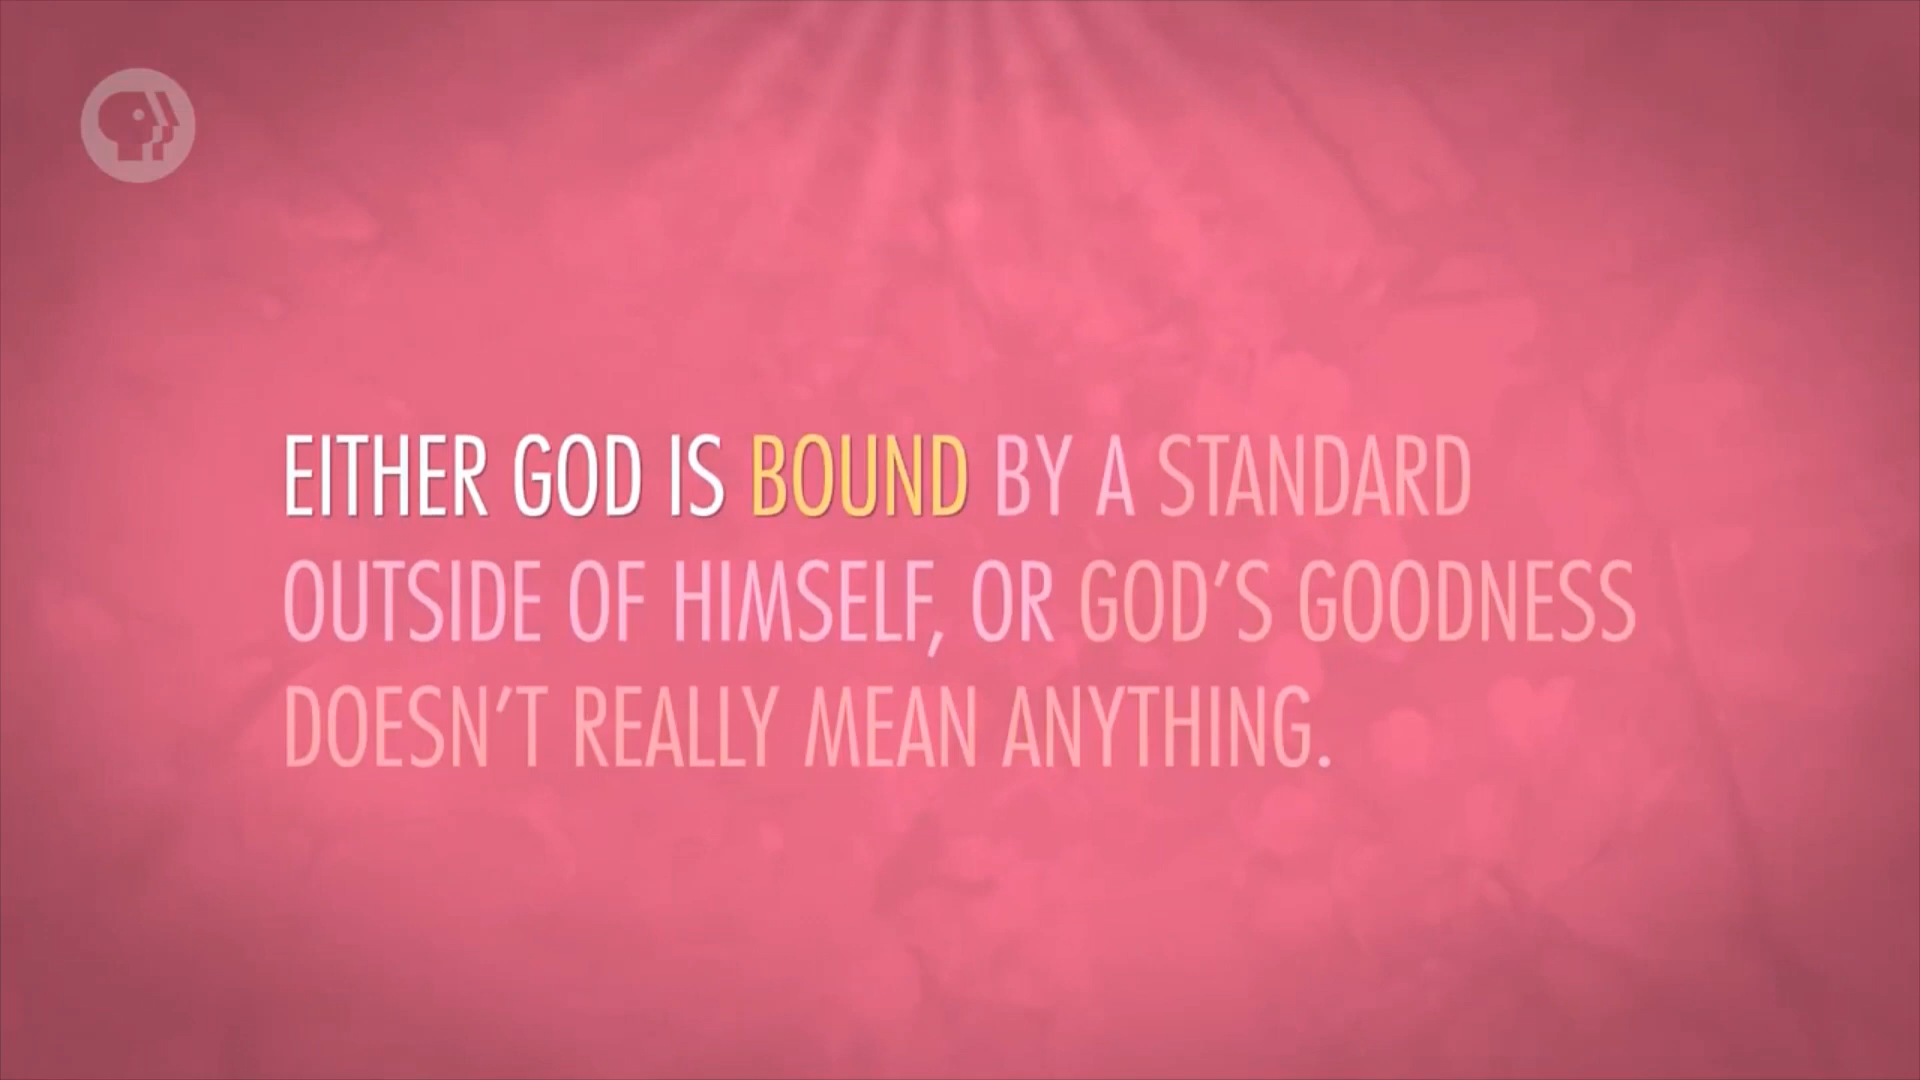 EITHER GOD IS BOUND BY A STANDARD
OUTSIDE OF HIMSELF, OR GOD'S GOODNESS
DOESN'T REALLY MEAN ANYTHING.